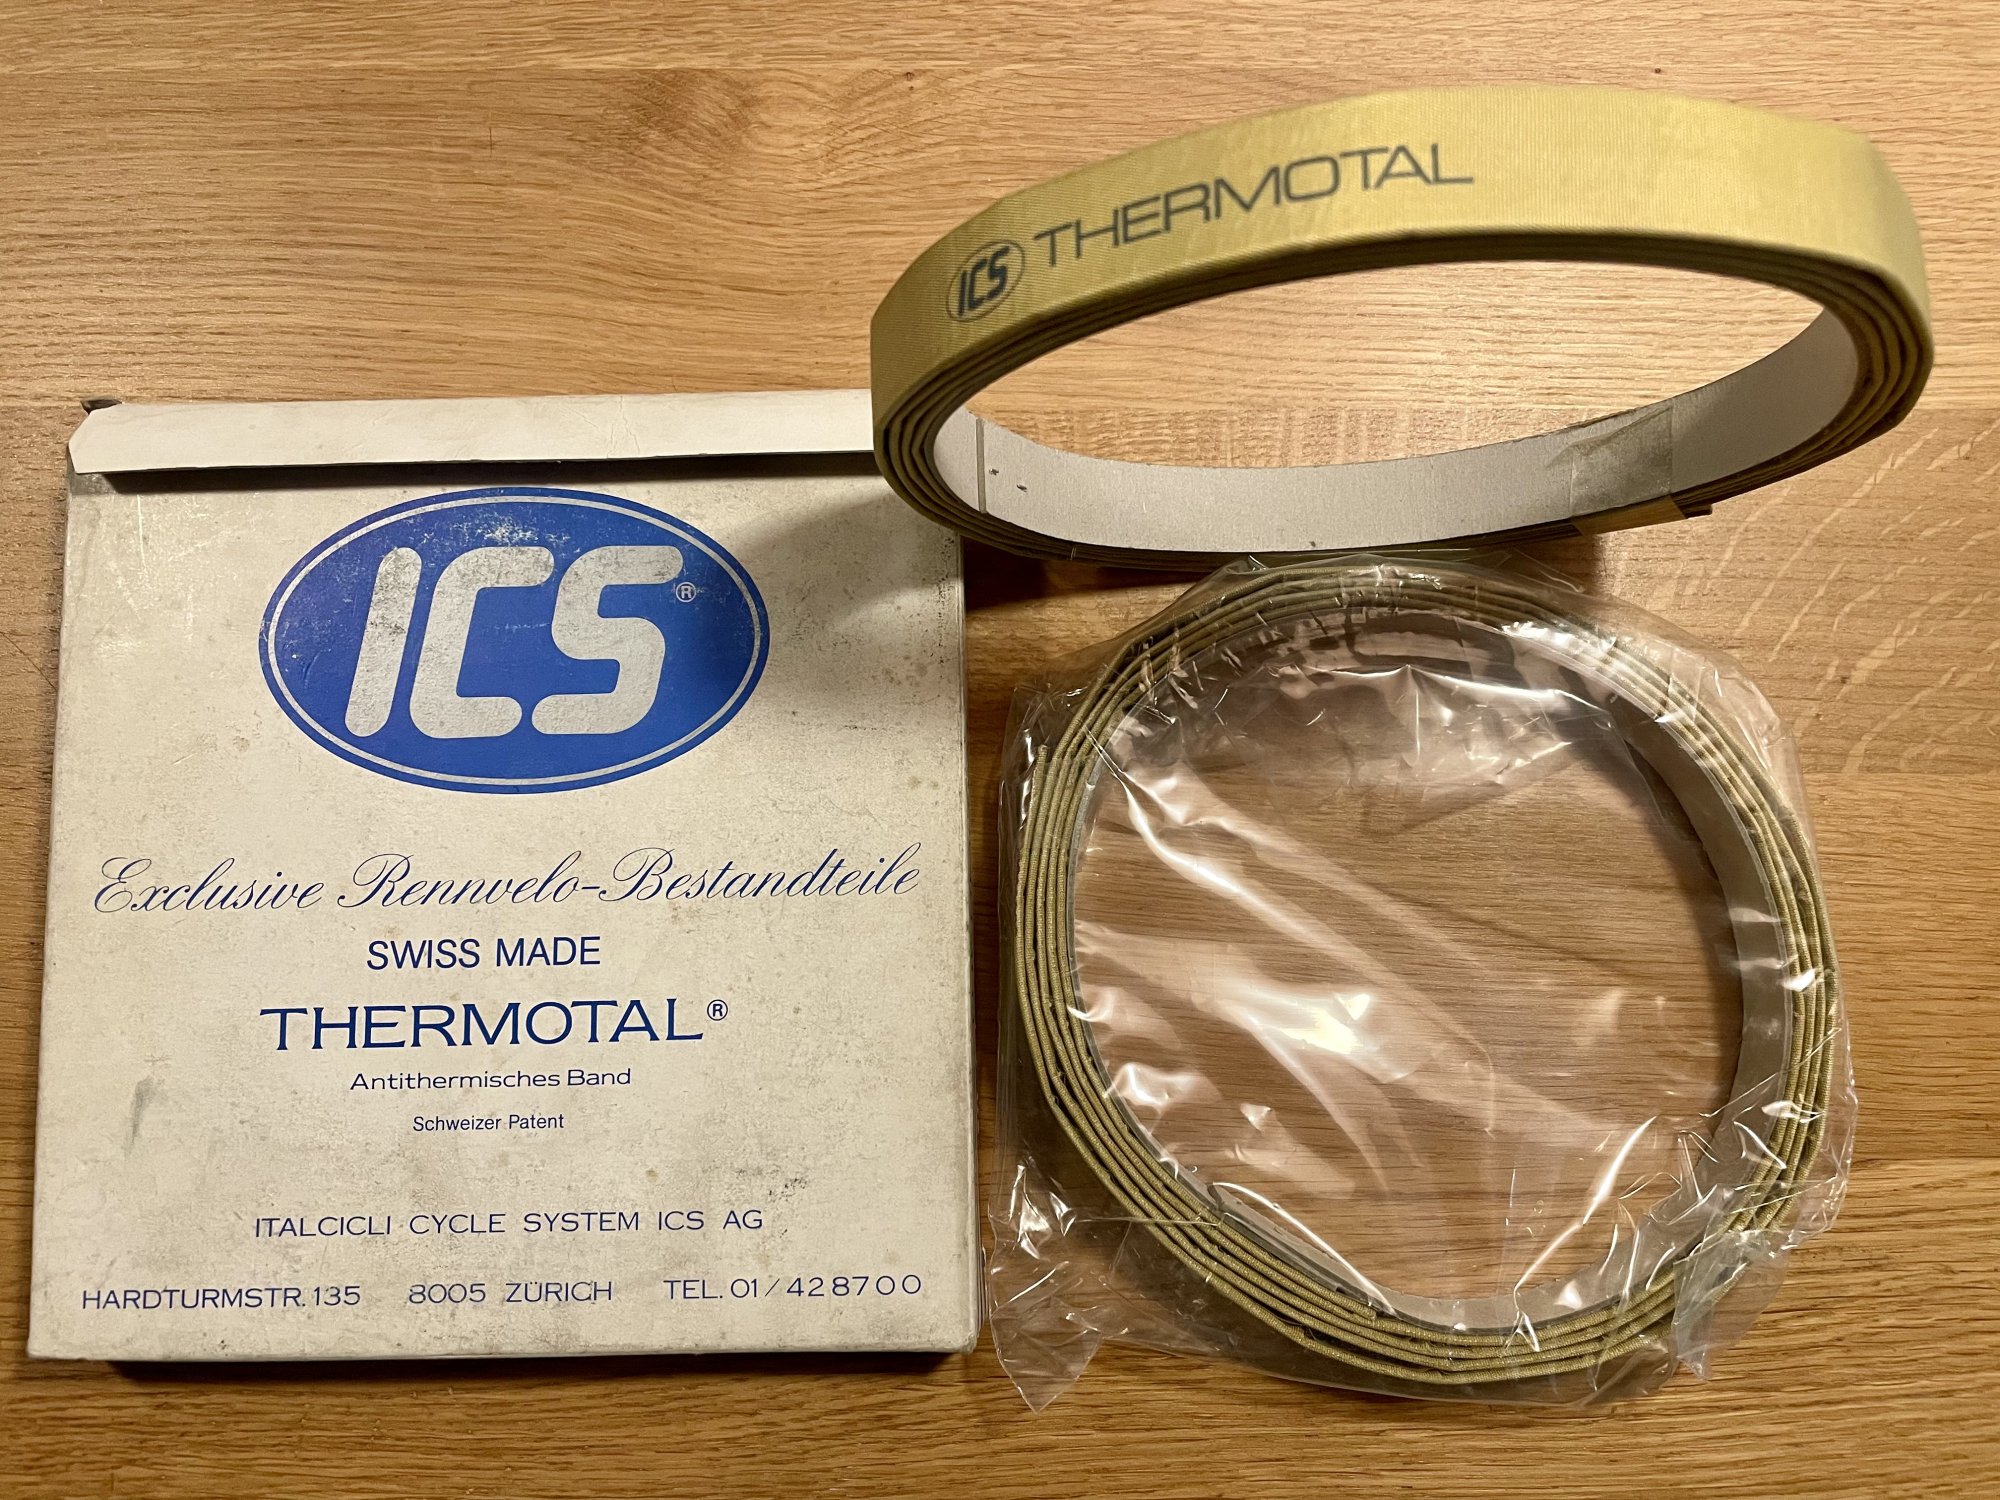 ICS®
Exclusive Rennvelo-Bestandteile
SWISS MADE
THERMOTAL®
Antithermisches Band
Schweizer Patent
ITALCICLI CYCLE SYSTEM ICS AG
HARDTURMSTR. 135 8005 ZÜRICH TEL. 01/428700
ICS THERMOTAL